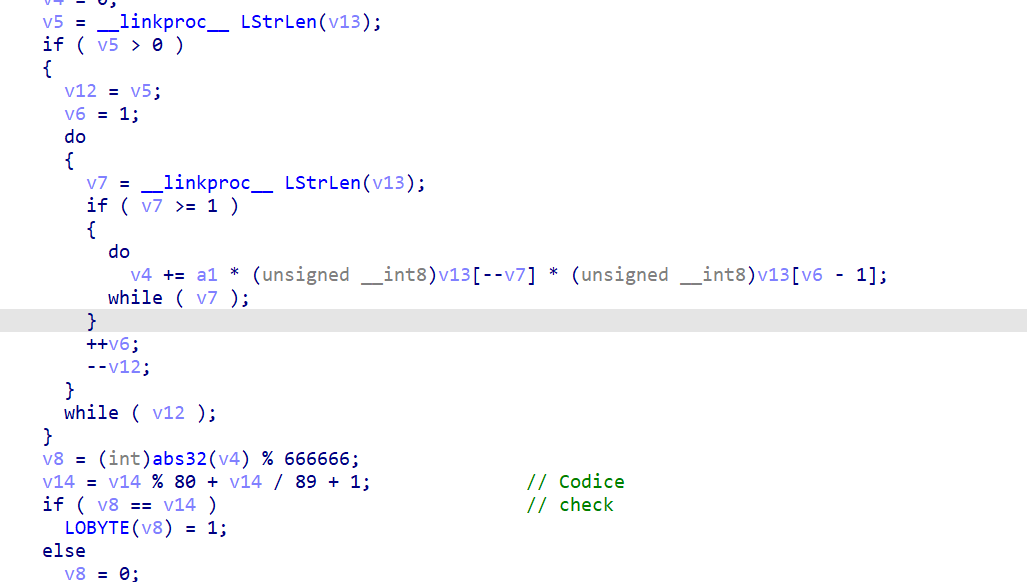 v4 = 0;
v5 = __linkproc__ LStrLen(v13);
if ( v5 > 0 )
{
v12 = v5;
v6 = 1;
do
{
v7 = __linkproc__ LStrLen(v13);
if ( v7 >= 1 )
{
do
v4 += a1 * (unsigned __int8)v13[--v7] * (unsigned __int8)v13[v6 - 1];
while ( v7 );
}
++v6;
--v12;
}
while ( v12 );
}
v8 = (int)abs32(v4) % 666666;
v14 = v14 % 80 + v14 / 89 + 1; // Codice
if ( v8 == v14 ) // check
LOBYTE(v8) = 1;
else
v8 = 0;